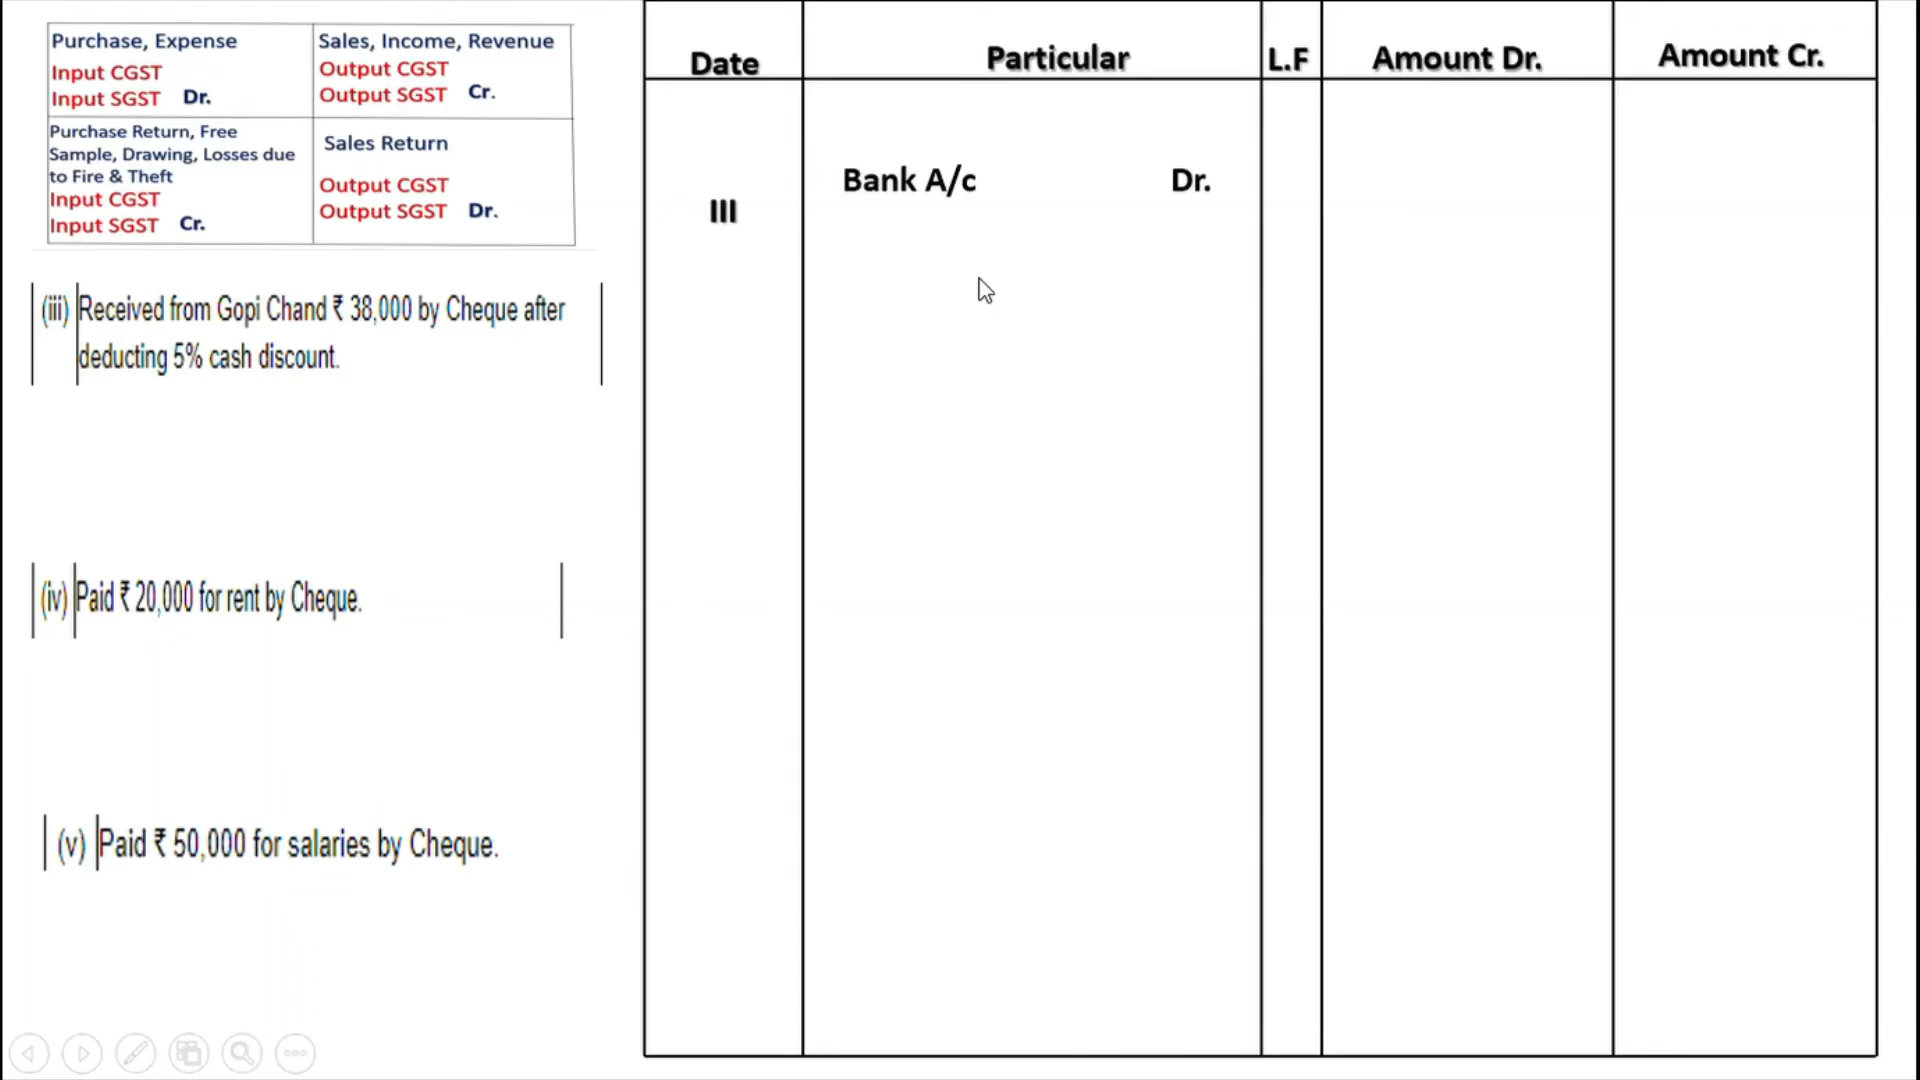 Purchase, Expense
Input CGST
Input SGST Dr.
Sales, Income, Revenue
Output CGST
Output SGST Cr.
Purchase Return, Free
Sample, Drawing, Losses due
to Fire & Theft
Input CGST
Input SGST Cr.
Sales Return
Output CGST
Output SGST Dr.
(iii) Received from Gopi Chand ₹ 38,000 by Cheque after
deducting 5% cash discount.
(iv) Paid ₹ 20,000 for rent by Cheque.
(v) Paid ₹ 50,000 for salaries by Cheque.
Date Particular L.F Amount Dr. Amount Cr.
Bank A/c Dr.
III